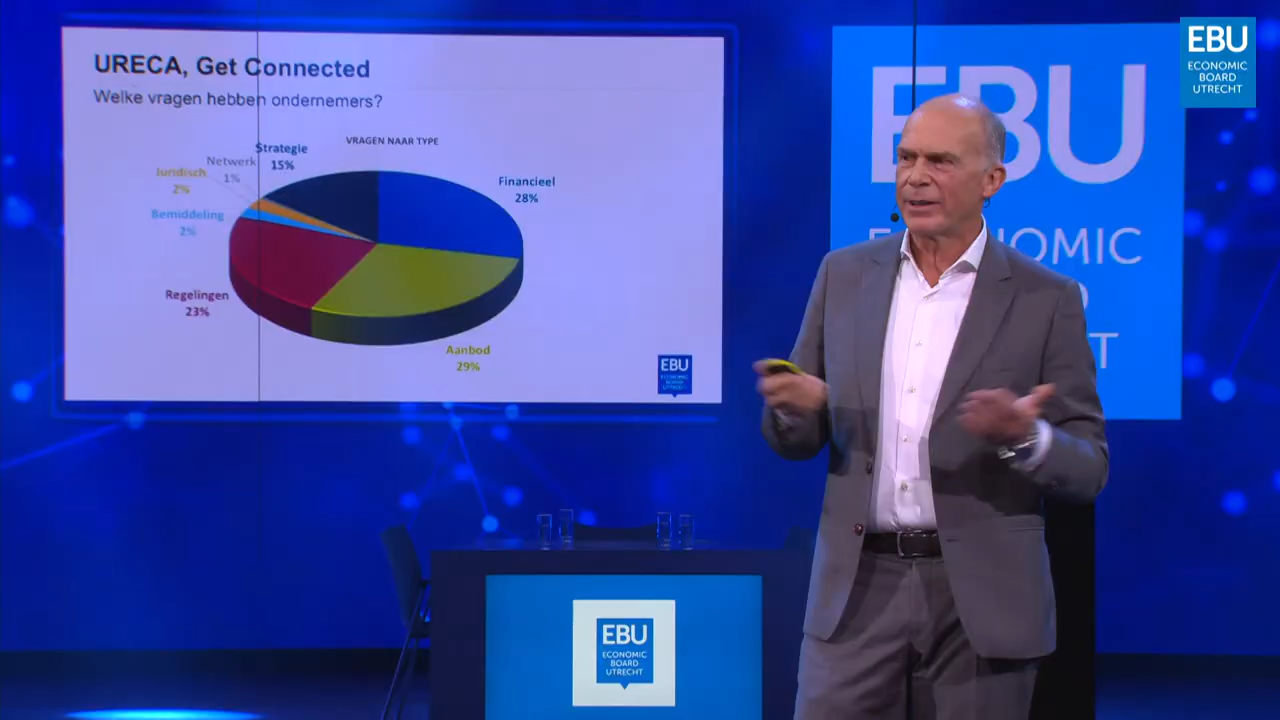 URECA, Get Connected
Welke vragen hebben ondernemers?
VRAGEN NAAR TYPE
Strategie
15%
Netwerk
1%
Juridisch
2%
Bemiddeling
2%
Regelingen
23%
Financieel
28%
Aanbod
29%
EBU
ECONOMIC
BOARD
UTRECHT
EBU
ECONOMIC
BOARD
UTRECHT
EBU
EBU
ECONOMIC
BOARD
UTRECHT